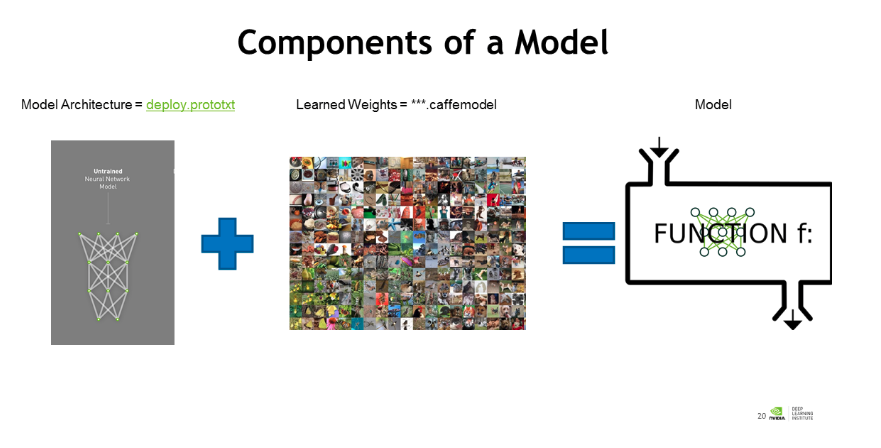 Components of a Model
Model Architecture = deploy.prototxt
Learned Weights = ***.caffemodel
Model
Untrained
Neural Network
Model
FUNCTION f:
20
NVIDIA
DEEP
LEARNING
INSTITUTE